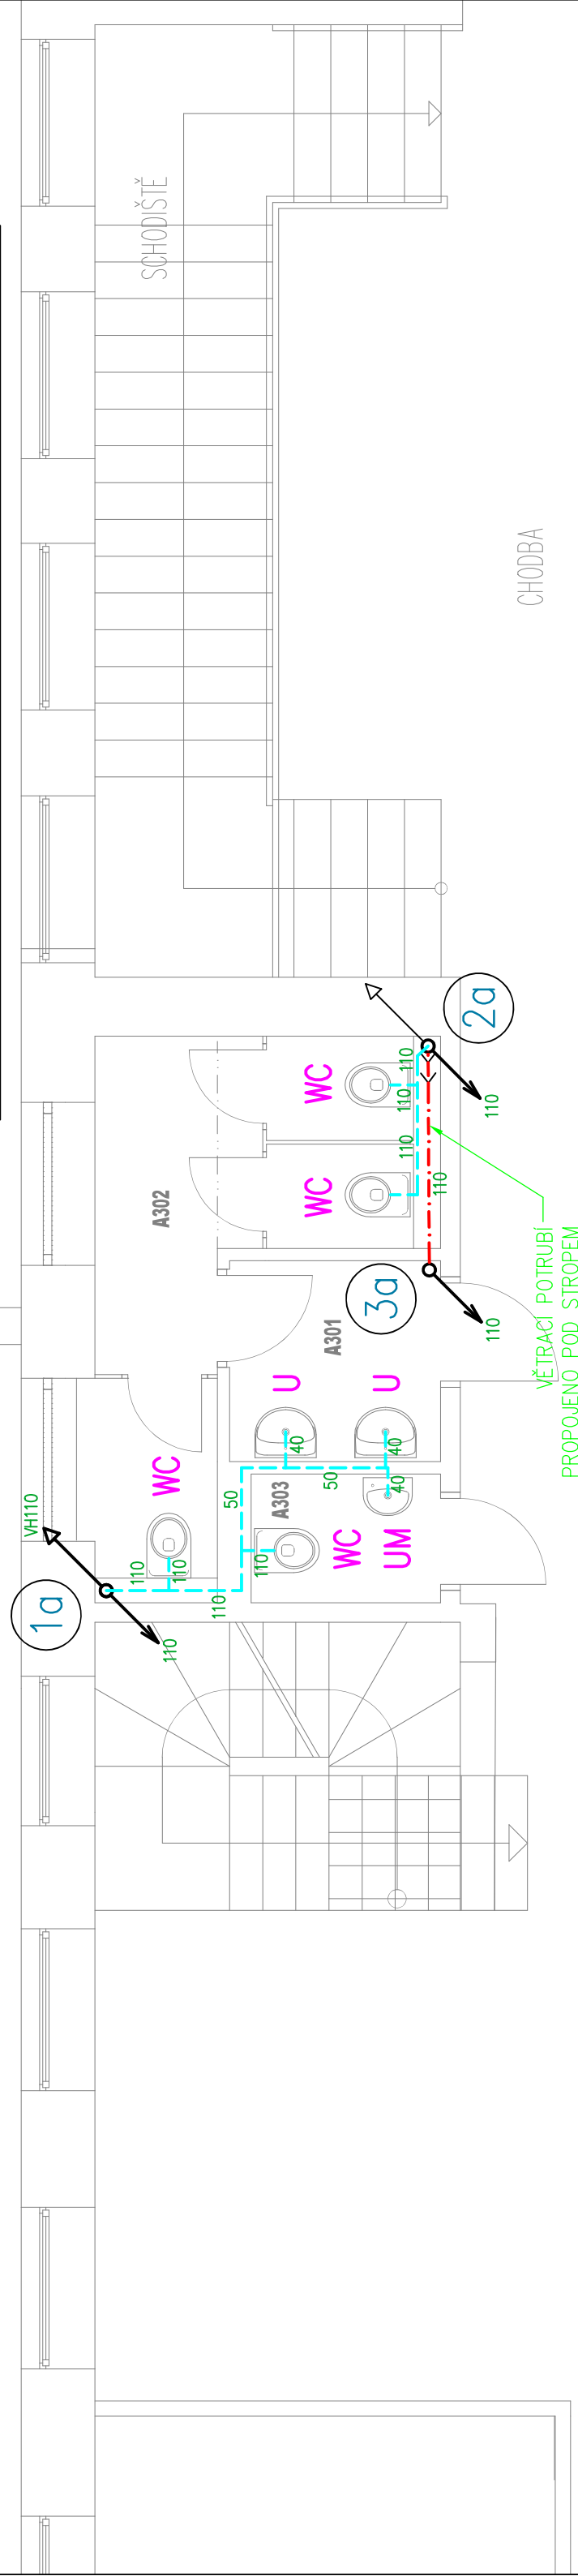 SCHODIŠTĚ
CHODBA
2a
110
110
110
110
110
WC
WC
A302
3a
110
VĚTRACÍ POTRUBÍ
PROPOJENO POD STROPEM
A301
U
U
40
40
40
50
50
A303
WC
WC
UM
VH110
1a
110
110
110
110
110